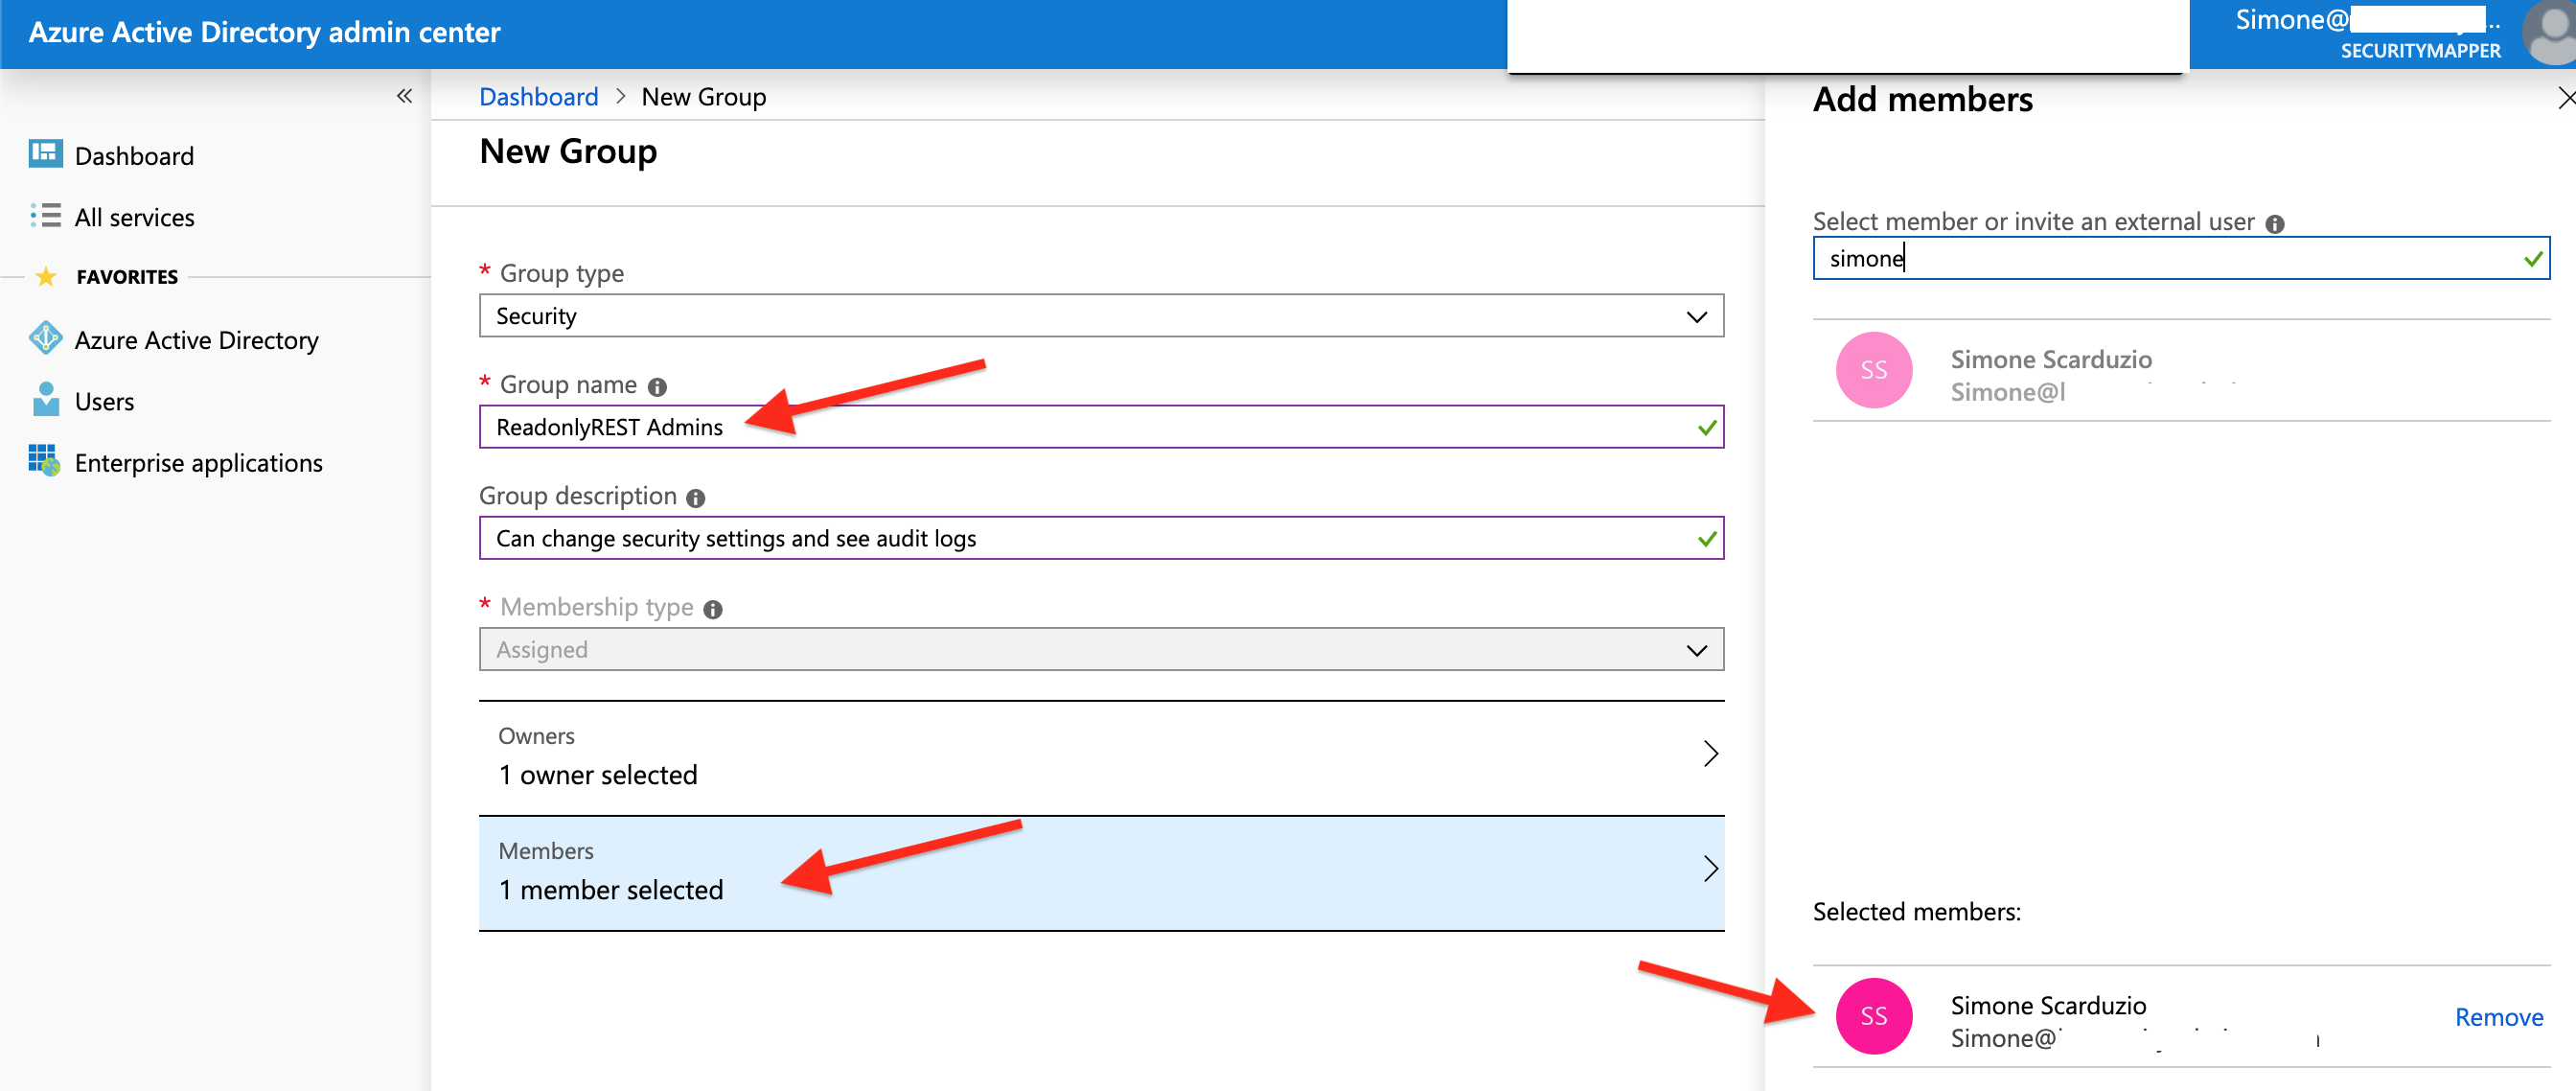 Azure Active Directory admin center
Simone@
SECURITYMAPPER
Dashboard
All services
FAVORITES
Azure Active Directory
Users
Enterprise applications
Dashboard > New Group
New Group
* Group type
Security
* Group name
ReadonlyREST Admins
Group description
Can change security settings and see audit logs
* Membership type
Assigned
Owners
1 owner selected
Members
1 member selected
Add members
Select member or invite an external user
simone
SS
Simone Scarduzio
Simone@
Selected members:
SS
Simone Scarduzio
Simone@
Remove